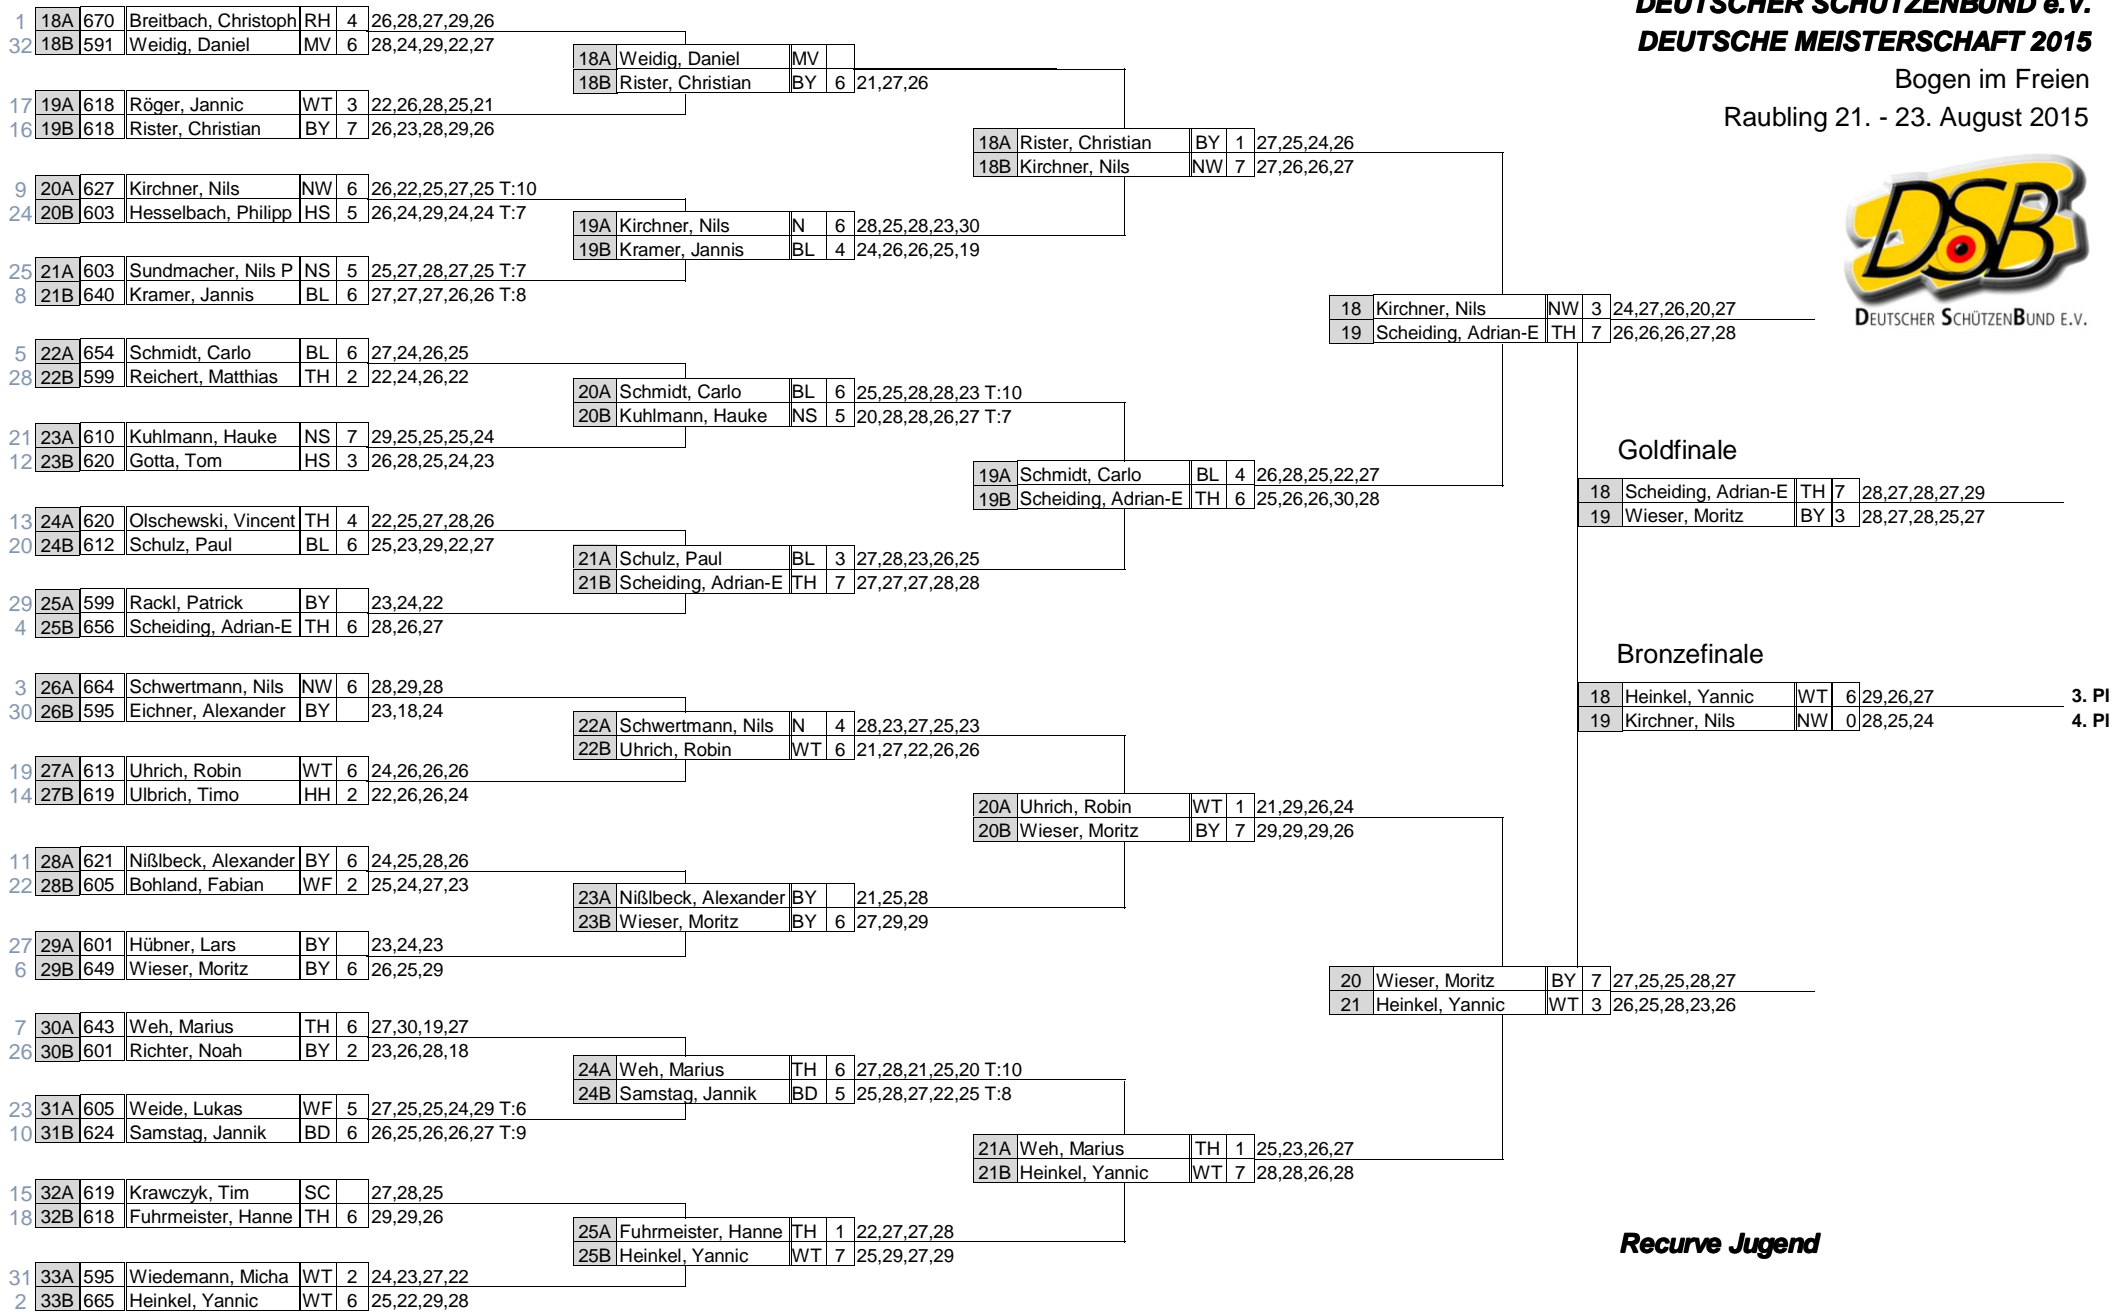 DEUTSCHER SCHÜTZENBUND e.V.
DEUTSCHE MEISTERSCHAFT 2015
Bogen im Freien
Raubling 21. - 23. August 2015
DSB
DEUTSCHER SCHÜTZENBUND E.V.
1 18A 670 Breitbach, Christoph RH 4 26,28,27,29,26
32 18B 591 Weidig, Daniel MV 6 28,24,29,22,27
17 19A 618 Röger, Jannic WT 3 22,26,28,25,21
16 19B 618 Rister, Christian BY 7 26,23,28,29,26
9 20A 627 Kirchner, Nils NW 6 26,22,25,27,25 T:10
24 20B 603 Hesselbach, Philipp HS 5 26,24,29,24,24 T:7
25 21A 603 Sundmacher, Nils P NS 5 25,27,28,27,25 T:7
8 21B 640 Kramer, Jannis BL 6 27,27,27,26,26 T:8
5 22A 654 Schmidt, Carlo BL 6 27,24,26,25
28 22B 599 Reichert, Matthias TH 2 22,24,26,22
21 23A 610 Kuhlmann, Hauke NS 7 29,25,25,25,24
12 23B 620 Gotta, Tom HS 3 26,28,25,24,23
13 24A 620 Olschewski, Vincent TH 4 22,25,27,28,26
20 24B 612 Schulz, Paul BL 6 25,23,29,22,27
29 25A 599 Rackl, Patrick BY 23,24,22
4 25B 656 Scheiding, Adrian-E TH 6 28,26,27
3 26A 664 Schwertmann, Nils NW 6 28,29,28
30 26B 595 Eichner, Alexander BY 23,18,24
19 27A 613 Uhrich, Robin WT 6 24,26,26,26
14 27B 619 Ulbrich, Timo HH 2 22,26,26,24
11 28A 621 Nißlbeck, Alexander BY 6 24,25,28,26
22 28B 605 Bohland, Fabian WF 2 25,24,27,23
27 29A 601 Hübner, Lars BY 23,24,23
6 29B 649 Wieser, Moritz BY 6 26,25,29
7 30A 643 Weh, Marius TH 6 27,30,19,27
26 30B 601 Richter, Noah BY 2 23,26,28,18
23 31A 605 Weide, Lukas WF 5 27,25,25,24,29 T:6
10 31B 624 Samstag, Jannik BD 6 26,25,26,26,27 T:9
15 32A 619 Krawczyk, Tim SC 27,28,25
18 32B 618 Fuhrmeister, Hanne TH 6 29,29,26
31 33A 595 Wiedemann, Micha WT 2 24,23,27,22
2 33B 665 Heinkel, Yannic WT 6 25,22,29,28
18A Weidig, Daniel MV
18B Rister, Christian BY 6 21,27,26
19A Kirchner, Nils N 6 28,25,28,23,30
19B Kramer, Jannis BL 4 24,26,26,25,19
20A Schmidt, Carlo BL 6 25,25,28,28,23 T:10
20B Kuhlmann, Hauke NS 5 20,28,28,26,27 T:7
21A Schulz, Paul BL 3 27,28,23,26,25
21B Scheiding, Adrian-E TH 7 27,27,27,28,28
22A Schwertmann, Nils N 4 28,23,27,25,23
22B Uhrich, Robin WT 6 21,27,22,26,26
23A Nißlbeck, Alexander BY 21,25,28
23B Wieser, Moritz BY 6 27,29,29
24A Weh, Marius TH 6 27,28,21,25,20 T:10
24B Samstag, Jannik BD 5 25,28,27,22,25 T:8
25A Fuhrmeister, Hanne TH 1 22,27,27,28
25B Heinkel, Yannic WT 7 25,29,27,29
18A Rister, Christian BY 1 27,25,24,26
18B Kirchner, Nils NW 7 27,26,26,27
19A Schmidt, Carlo BL 4 26,28,25,22,27
19B Scheiding, Adrian-E TH 6 25,26,26,30,28
20A Uhrich, Robin WT 1 21,29,26,24
20B Wieser, Moritz BY 7 29,29,29,26
21A Weh, Marius TH 1 25,23,26,27
21B Heinkel, Yannic WT 7 28,28,26,28
18 Kirchner, Nils NW 3 24,27,26,20,27
19 Scheiding, Adrian-E TH 7 26,26,26,27,28
20 Wieser, Moritz BY 7 27,25,25,28,27
21 Heinkel, Yannic WT 3 26,25,28,23,26
Goldfinale
18 Scheiding, Adrian-E TH 7 28,27,28,27,29
19 Wieser, Moritz BY 3 28,27,28,25,27
Bronzefinale
18 Heinkel, Yannic WT 6 29,26,27 3. Pl
19 Kirchner, Nils NW 0 28,25,24 4. Pl
Recurve Jugend